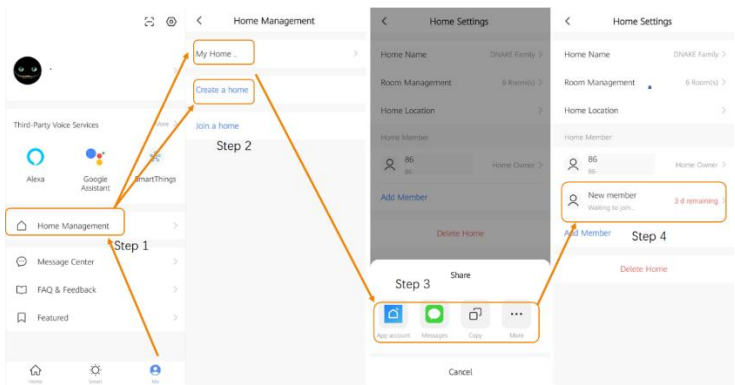 Third-Party Voice Services
More
Alexa
Google
Assistant
SmartThings
Home Management
Step 1
Message Center
FAQ & Feedback
Featured
Home
Smart
Me
Home Management
My Home ..
Create a home
Join a home
Step 2
Home Settings
Home Name
DNAKE Family
Room Management
6 Room(s)
Home Location
Home Member
86
86-
Home Owner
Add Member
Delete Home
Share
Step 3
App account
Messages
Copy
More
Cancel
Home Settings
Home Name
DNAKE Family
Room Management
6 Room(s)
Home Location
Home Member
86
86-
Home Owner
New member
Waiting to join...
3 d remaining
Add Member
Step 4
Delete Home